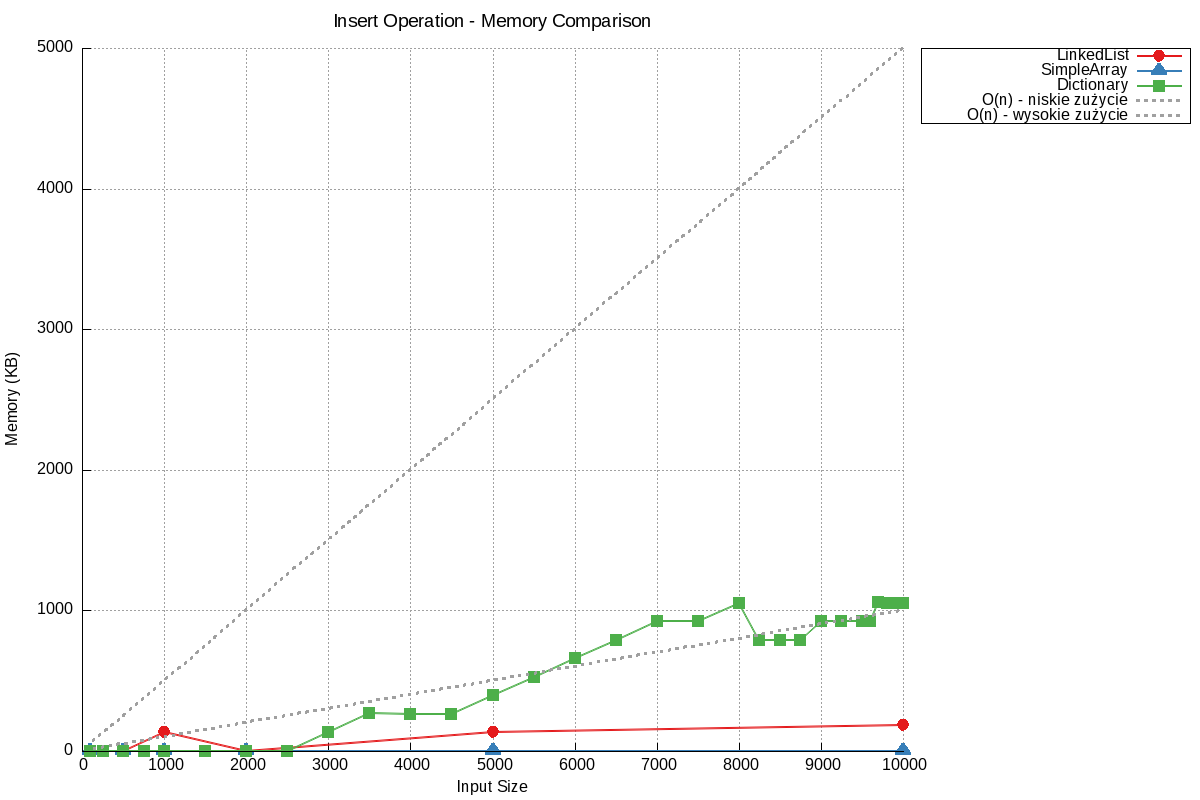 Insert Operation - Memory Comparison
5000
4000
3000
2000
1000
0
Memory (KB)
0 1000 2000 3000 4000 5000 6000 7000 8000 9000 10000
Input Size
LinkedList
SimpleArray
Dictionary
O(n) - niskie zużycie
O(n) - wysokie zużycie